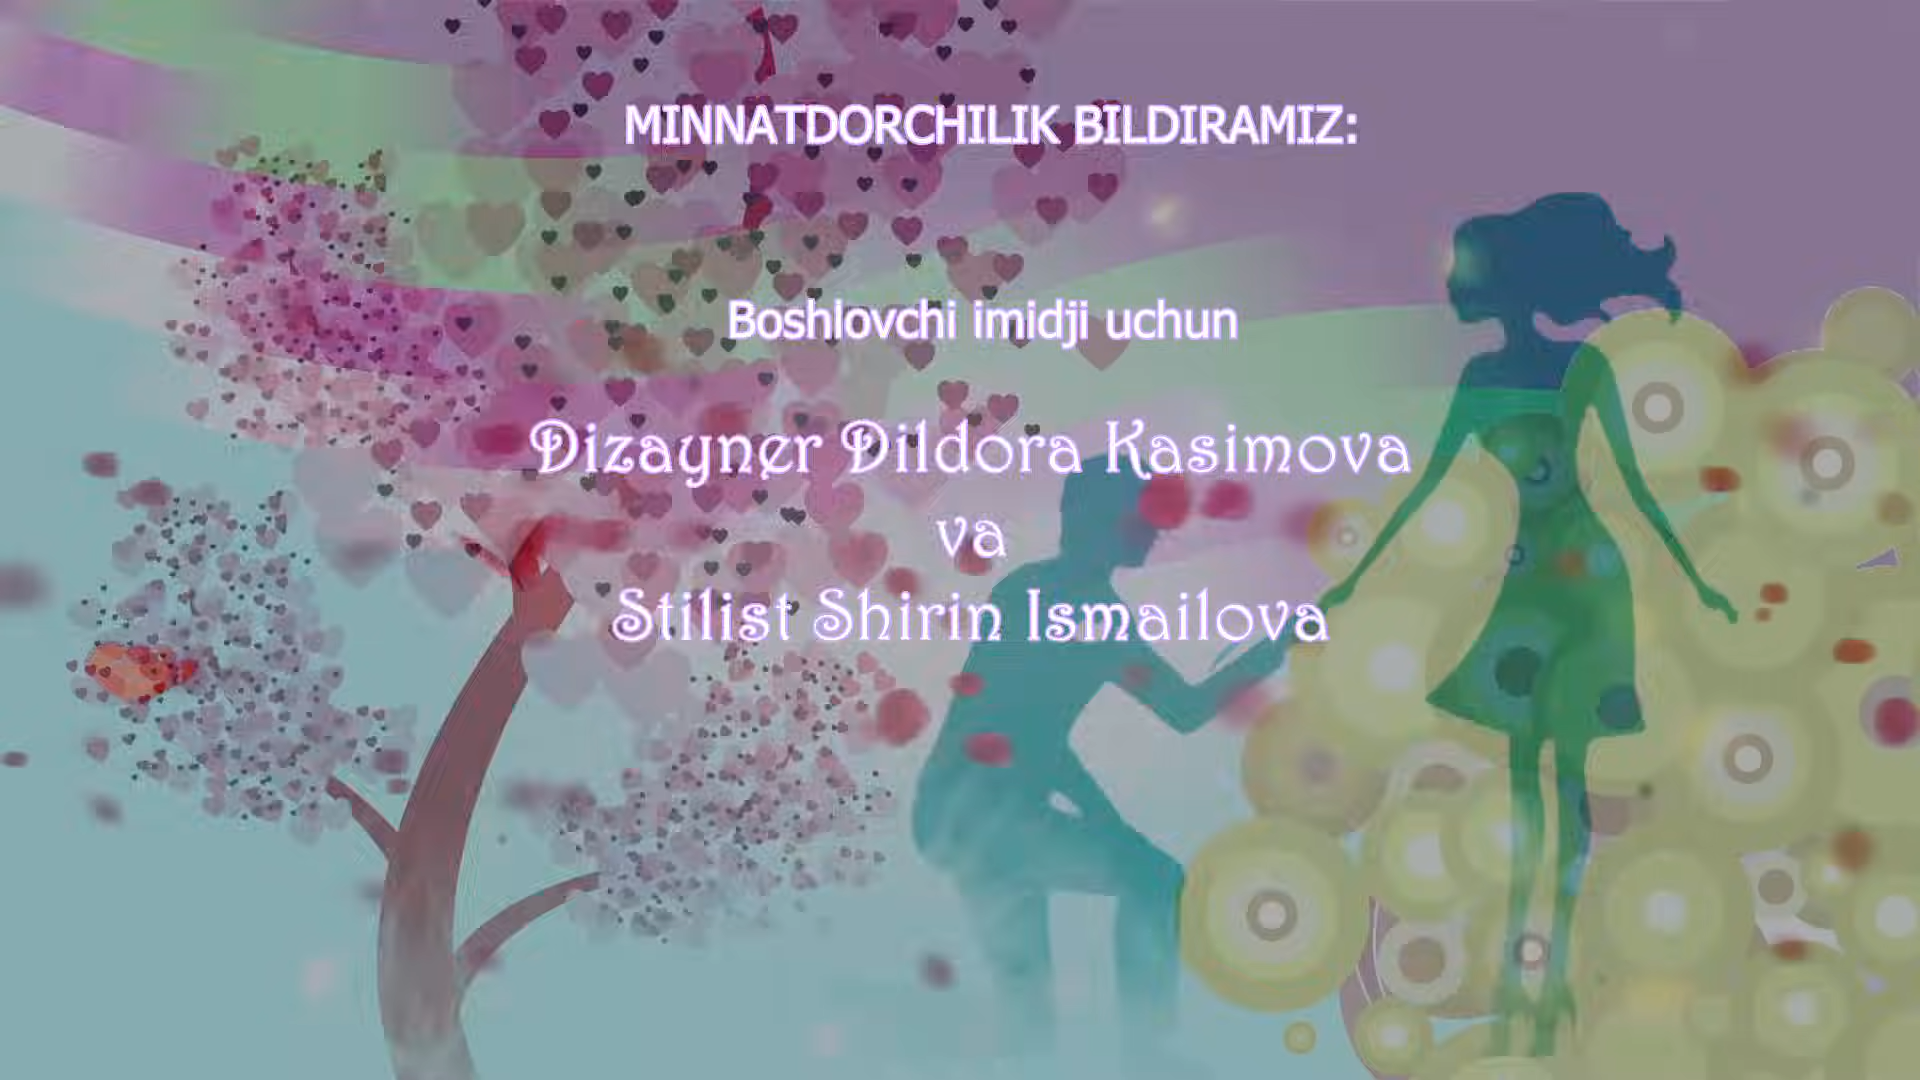 MINNATDORCHILIK BILDIRAMIZ:
Boshlovchi imidji uchun
Dizayner Dildora Kasimova
va
Stilist Shirin Ismailova